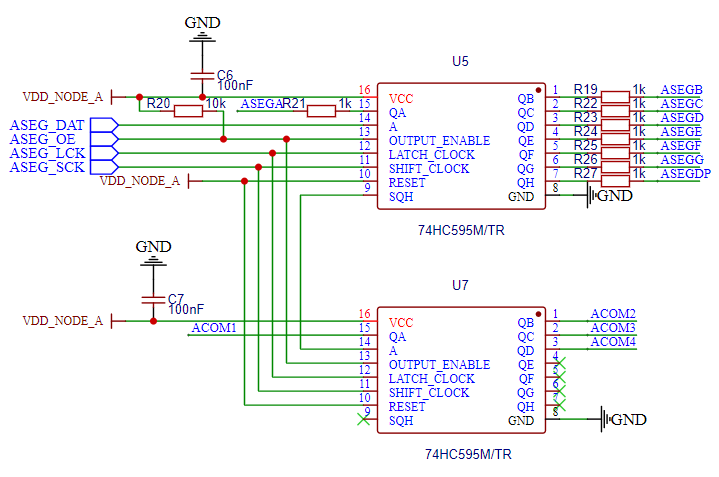 GND
U5
C6
100nF
VDD_NODE_A
R20
10k
ASEGA
R21
1k
16
VCC
QB
1
R19
1k
ASEGB
15
QA
QC
2
R22
1k
ASEGC
ASEG_DAT
14
A
QD
3
R23
1k
ASEGD
ASEG_OE
13
OUTPUT_ENABLE
QE
4
R24
1k
ASEGE
ASEG_LCK
12
LATCH_CLOCK
QF
5
R25
1k
ASEGF
ASEG_SCK
11
SHIFT_CLOCK
QG
6
R26
1k
ASEGG
VDD_NODE_A
10
RESET
QH
7
R27
1k
ASEGDP
9
SQH
GND
8
GND
74HC595M/TR
GND
U7
C7
100nF
VDD_NODE_A
16
VCC
QB
1
ACOM2
ACOM1
15
QA
QC
2
ACOM3
14
A
QD
3
ACOM4
13
OUTPUT_ENABLE
QE
4
12
LATCH_CLOCK
QF
5
11
SHIFT_CLOCK
QG
6
10
RESET
QH
7
9
SQH
GND
8
GND
74HC595M/TR